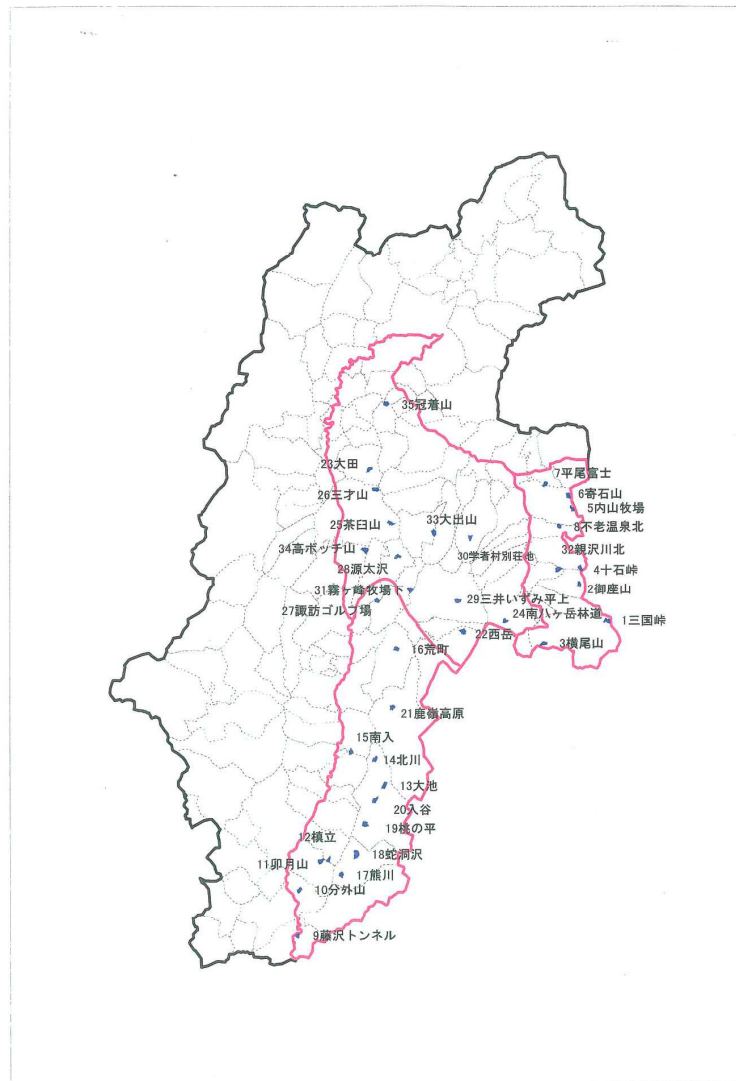 35冠着山
23大田
7平尾富士
26三才山
6寄石山
5内山牧場
25茶臼山
33大出山
8不老温泉北
34高ボッチ山
30学者村別荘地
32親沢川北
28源太沢
4十石峠
31霧ヶ峰牧場下
2御座山
27諏訪ゴルフ場
29三井いずみ平上
24南八ヶ岳林道
1三国峠
22西岳
3横尾山
16荒町
21鹿嶺高原
15南入
14北川
13大池
20入谷
19桃の平
12槙立
18蛇洞沢
11卯月山
17熊川
10分外山
9藤沢トンネル